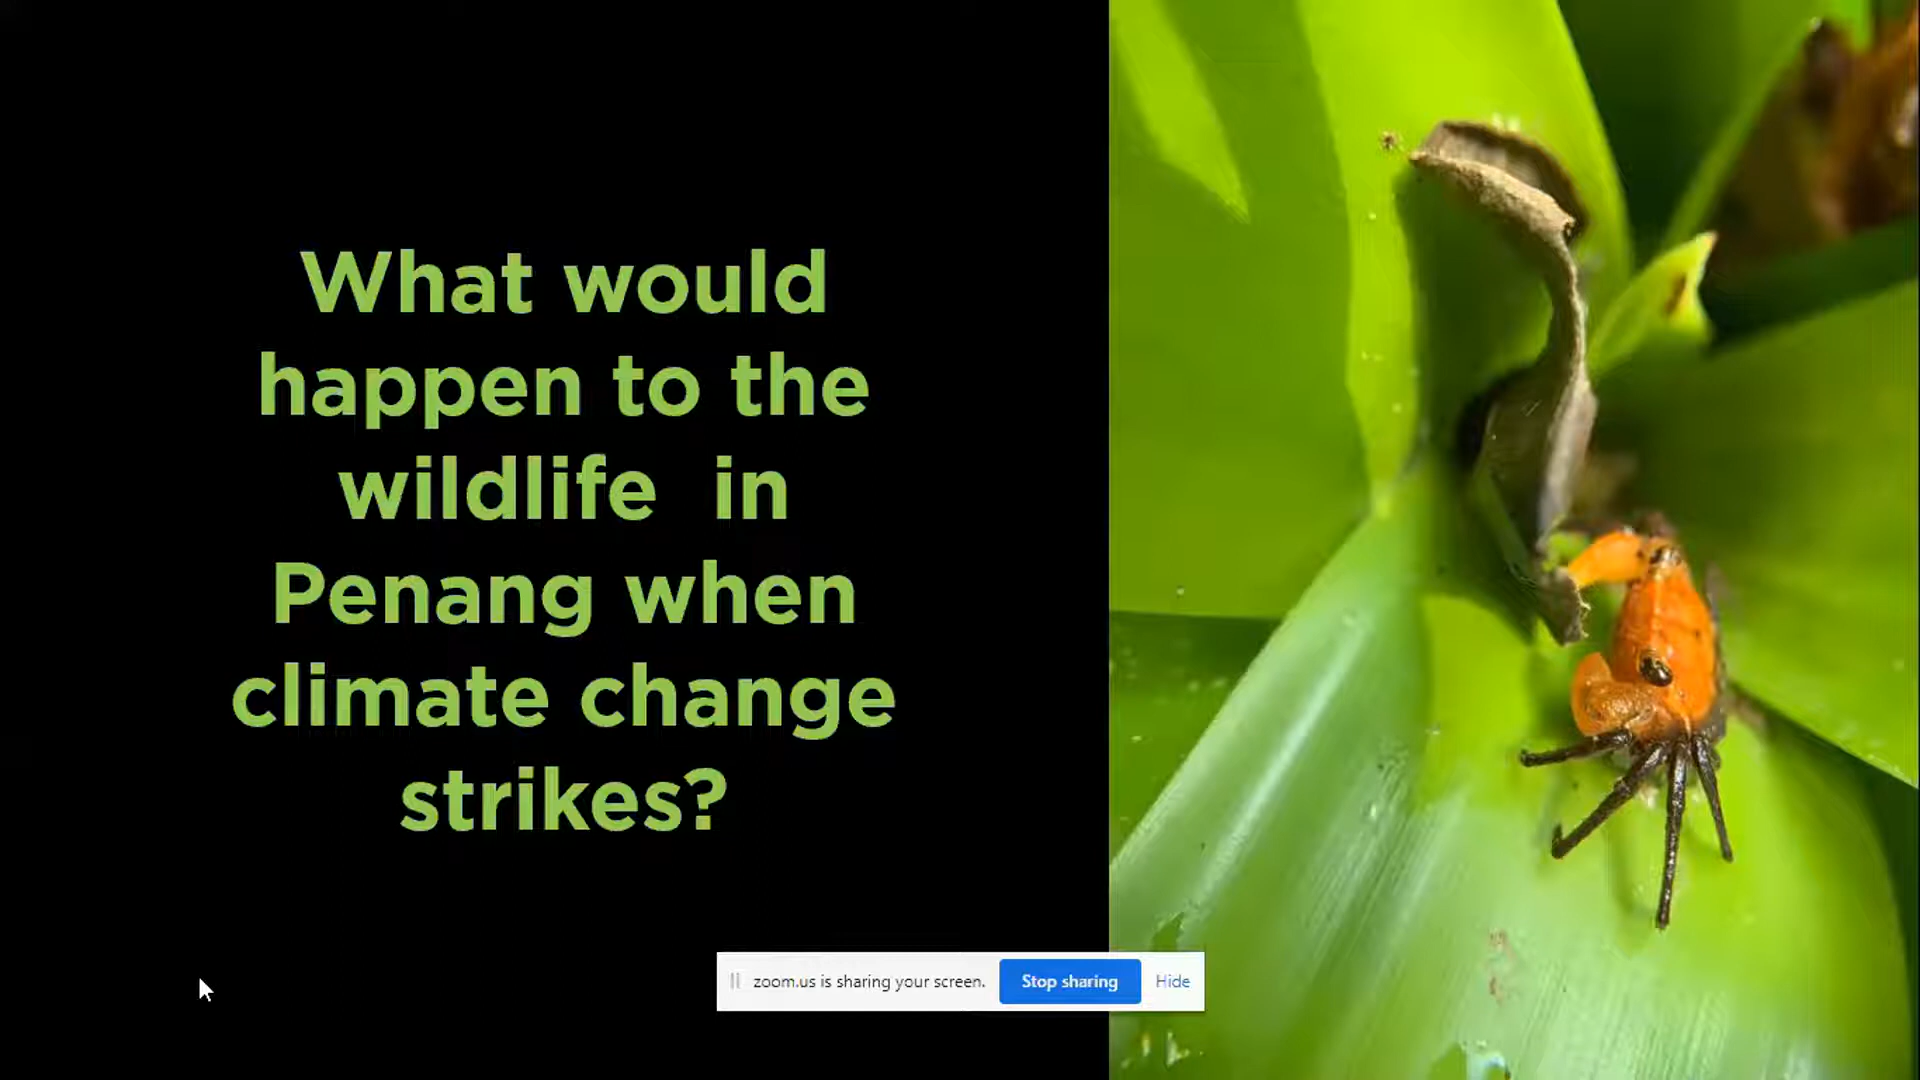 What would
happen to the
wildlife  in
Penang when
climate change
strikes?
zoom.us is sharing your screen.
Stop sharing
Hide